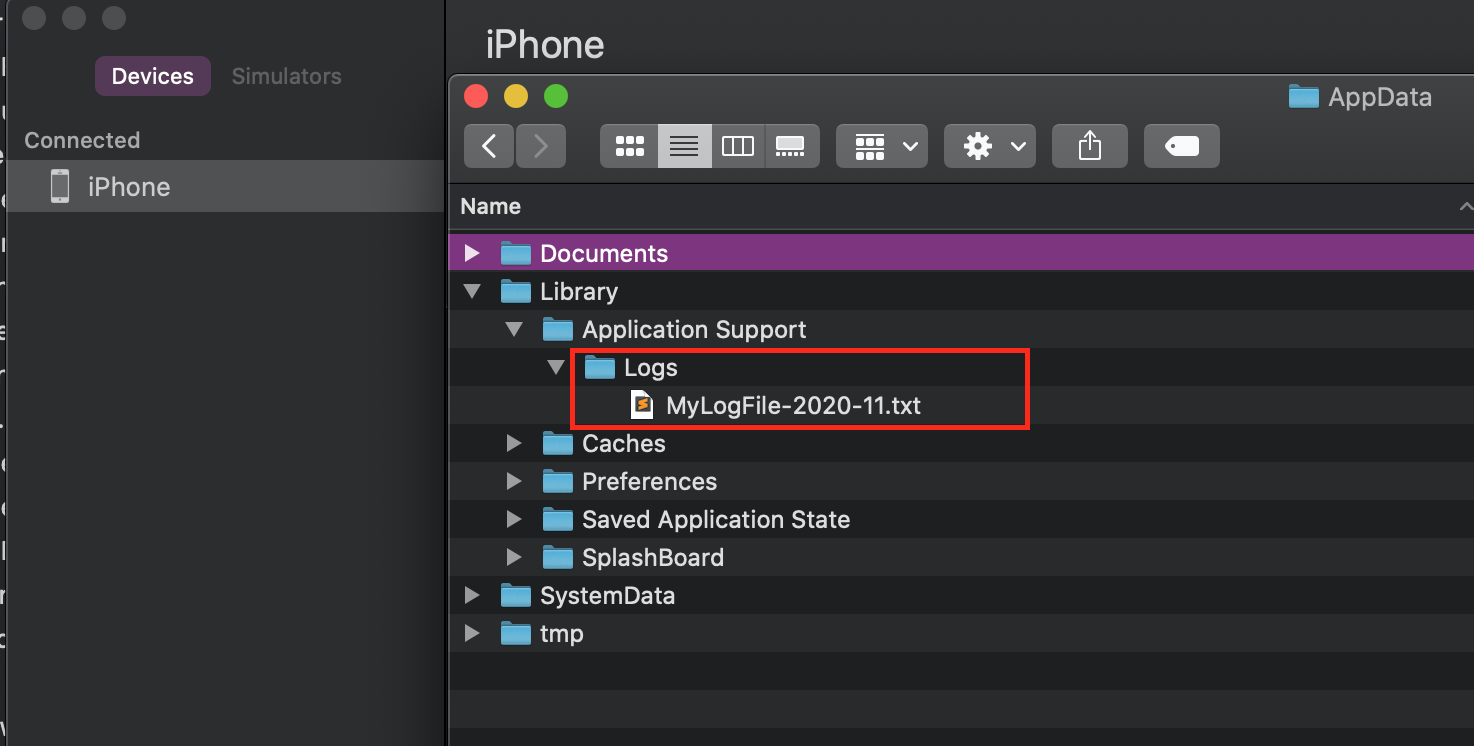 Devices
Simulators
Connected
iPhone
iPhone
AppData
Name
Documents
Library
Application Support
Logs
MyLogFile-2020-11.txt
Caches
Preferences
Saved Application State
SplashBoard
SystemData
tmp